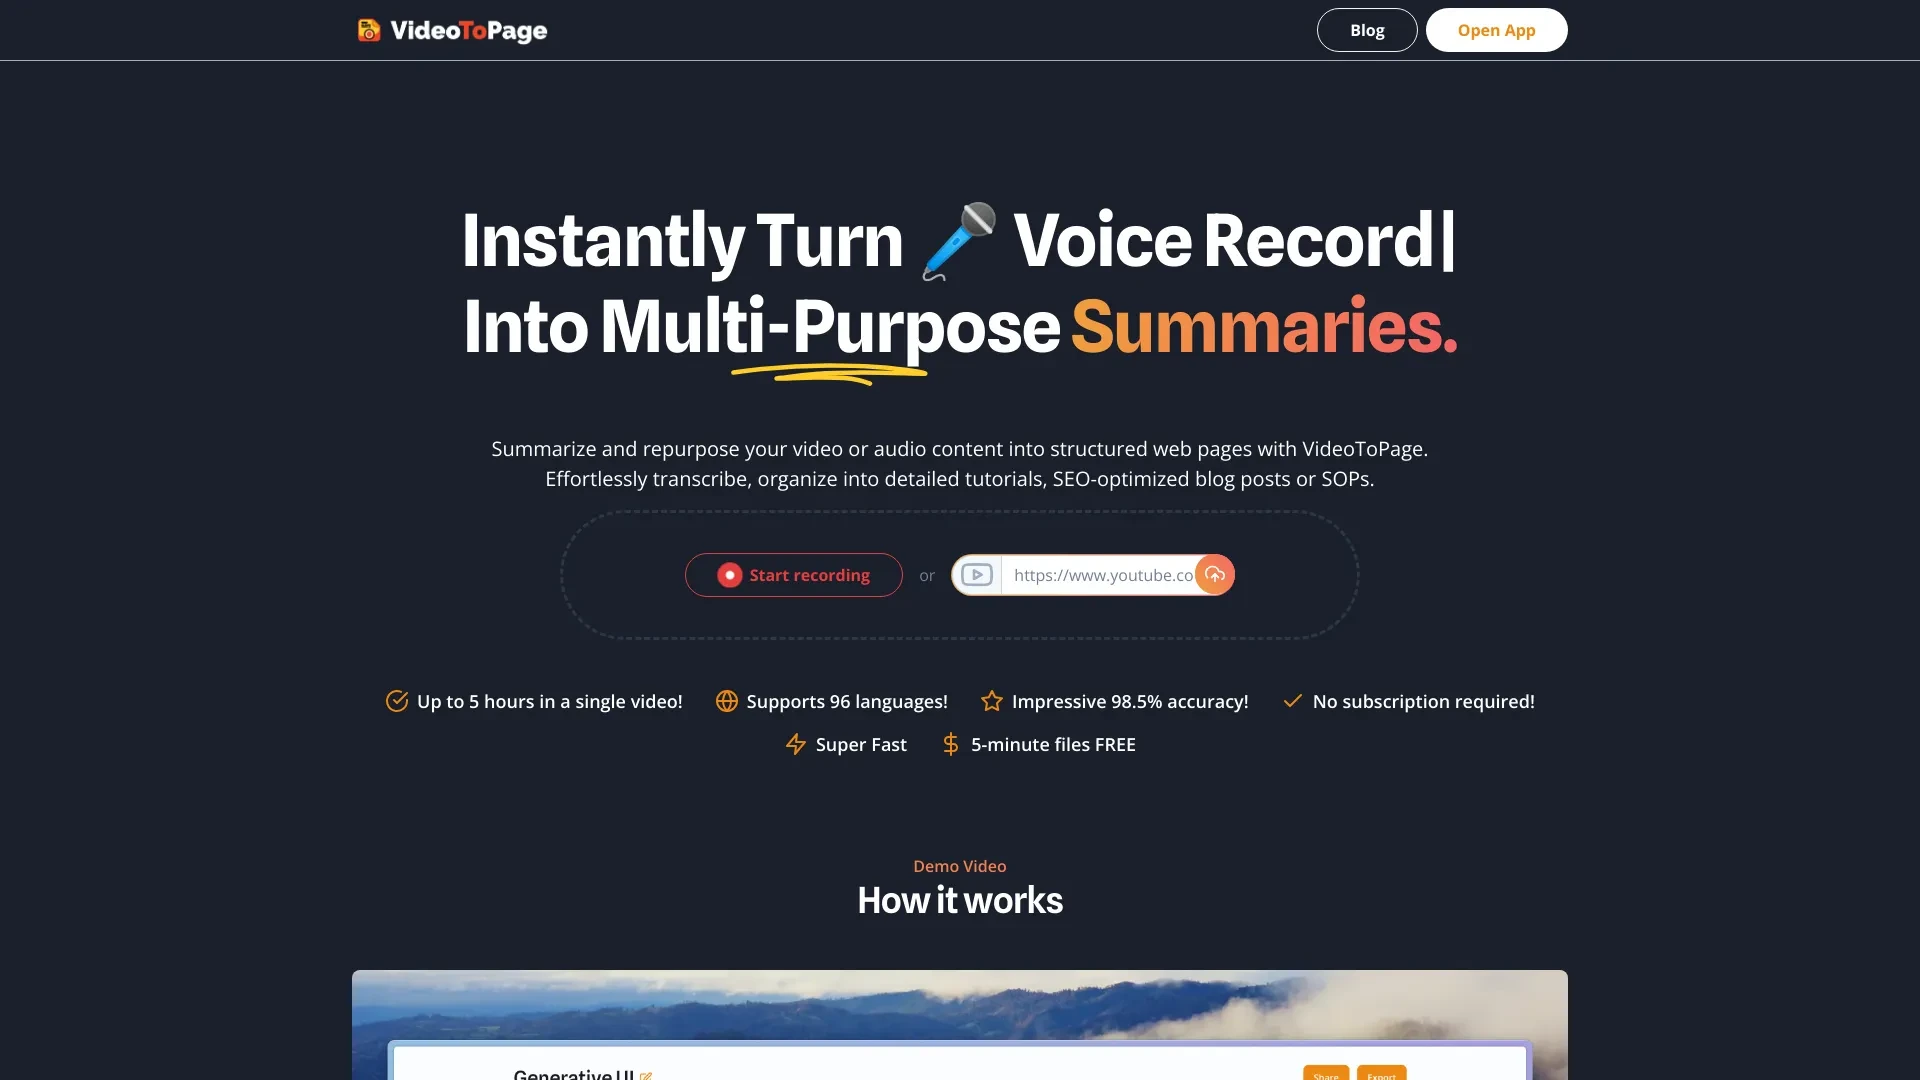 VideoToPage
Blog
Open App
Instantly Turn 🎤 Voice Record|
Into Multi-Purpose Summaries.
Summarize and repurpose your video or audio content into structured web pages with VideoToPage.
Effortlessly transcribe, organize into detailed tutorials, SEO-optimized blog posts or SOPs.
Start recording
or
https://www.youtube.co
Up to 5 hours in a single video!
Supports 96 languages!
Impressive 98.5% accuracy!
No subscription required!
Super Fast
5-minute files FREE
Demo Video
How it works
Generative UI
Share
Export